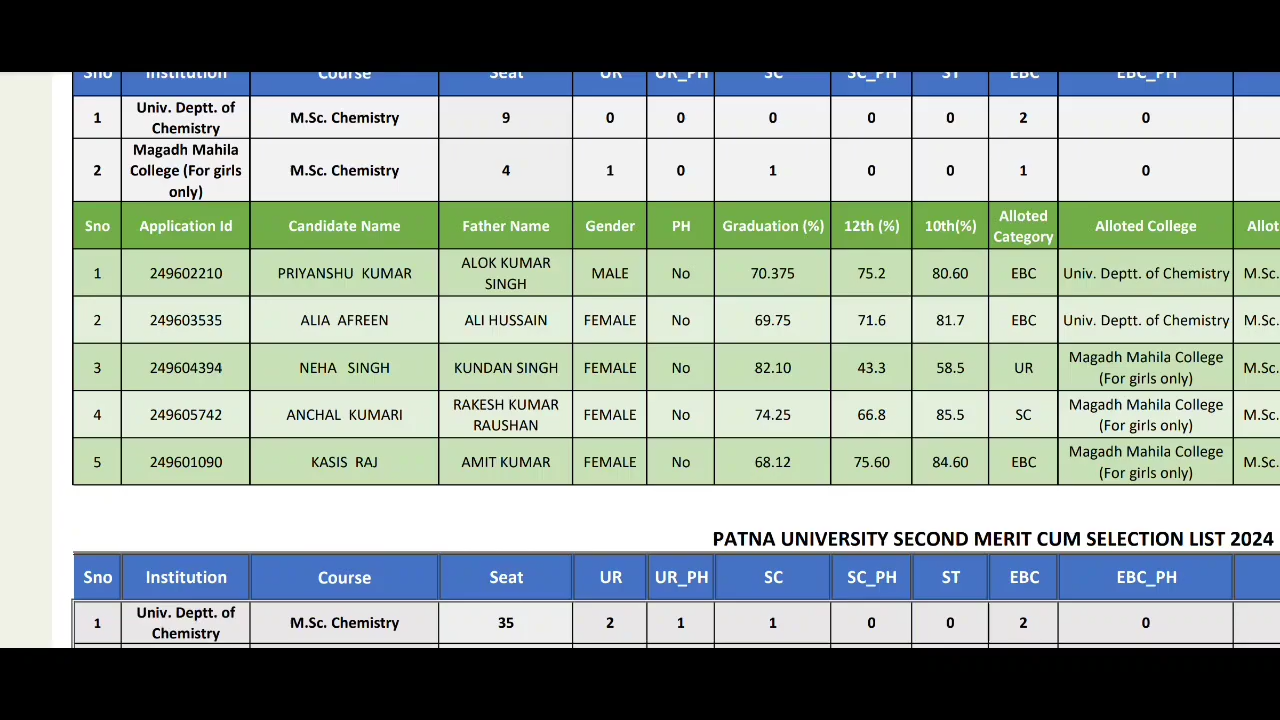 Sno Institution Course Seat UR UR_PH SC SC_PH ST EBC EBC_PH
1 Univ. Deptt. of Chemistry M.Sc. Chemistry 9 0 0 0 0 0 2 0
2 Magadh Mahila College (For girls only) M.Sc. Chemistry 4 1 0 1 0 0 1 0
Sno Application Id Candidate Name Father Name Gender PH Graduation (%) 12th (%) 10th(%) Alloted Category Alloted College
1 249602210 PRIYANSHU KUMAR ALOK KUMAR SINGH MALE No 70.375 75.2 80.60 EBC Univ. Deptt. of Chemistry M.Sc.
2 249603535 ALIA AFREEN ALI HUSSAIN FEMALE No 69.75 71.6 81.7 EBC Univ. Deptt. of Chemistry M.Sc.
3 249604394 NEHA SINGH KUNDAN SINGH FEMALE No 82.10 43.3 58.5 UR Magadh Mahila College (For girls only) M.Sc.
4 249605742 ANCHAL KUMARI RAKESH KUMAR RAUSHAN FEMALE No 74.25 66.8 85.5 SC Magadh Mahila College (For girls only) M.Sc.
5 249601090 KASIS RAJ AMIT KUMAR FEMALE No 68.12 75.60 84.60 EBC Magadh Mahila College (For girls only) M.Sc.
PATNA UNIVERSITY SECOND MERIT CUM SELECTION LIST 2024
Sno Institution Course Seat UR UR_PH SC SC_PH ST EBC EBC_PH
1 Univ. Deptt. of Chemistry M.Sc. Chemistry 35 2 1 1 0 0 2 0